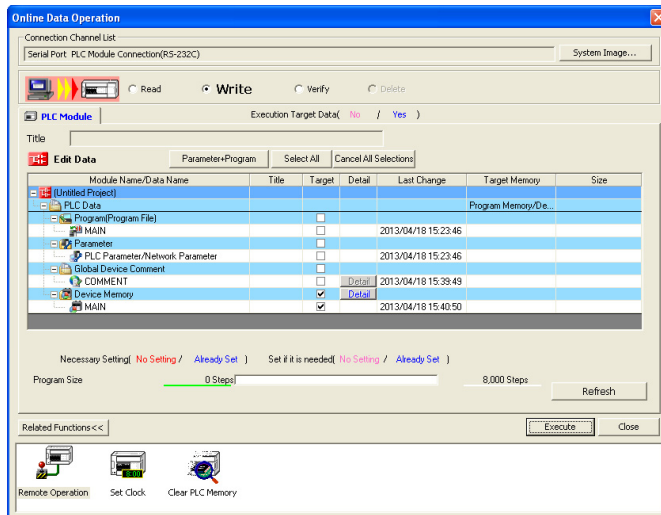 Online Data Operation
Connection Channel List
Serial Port PLC Module Connection(RS-232C)
System Image...
Read
Write
Verify
Delete
PLC Module
Execution Target Data( No / Yes )
Title
Edit Data
Parameter+Program
Select All
Cancel All Selections
Module Name/Data Name Title Target Detail Last Change Target Memory Size
(Untitled Project)
PLC Data Program Memory/De...
Program(Program File)
MAIN 2013/04/18 15:23:46
Parameter
PLC Parameter/Network Parameter 2013/04/18 15:23:46
Global Device Comment
COMMENT Detail 2013/04/18 15:39:49
Device Memory Detail
MAIN 2013/04/18 15:40:50
Necessary Setting( No Setting / Already Set ) Set if it is needed( No Setting / Already Set )
Program Size 0 Steps 8,000 Steps
Refresh
Related Functions<<
Execute
Close
Remote Operation
Set Clock
Clear PLC Memory